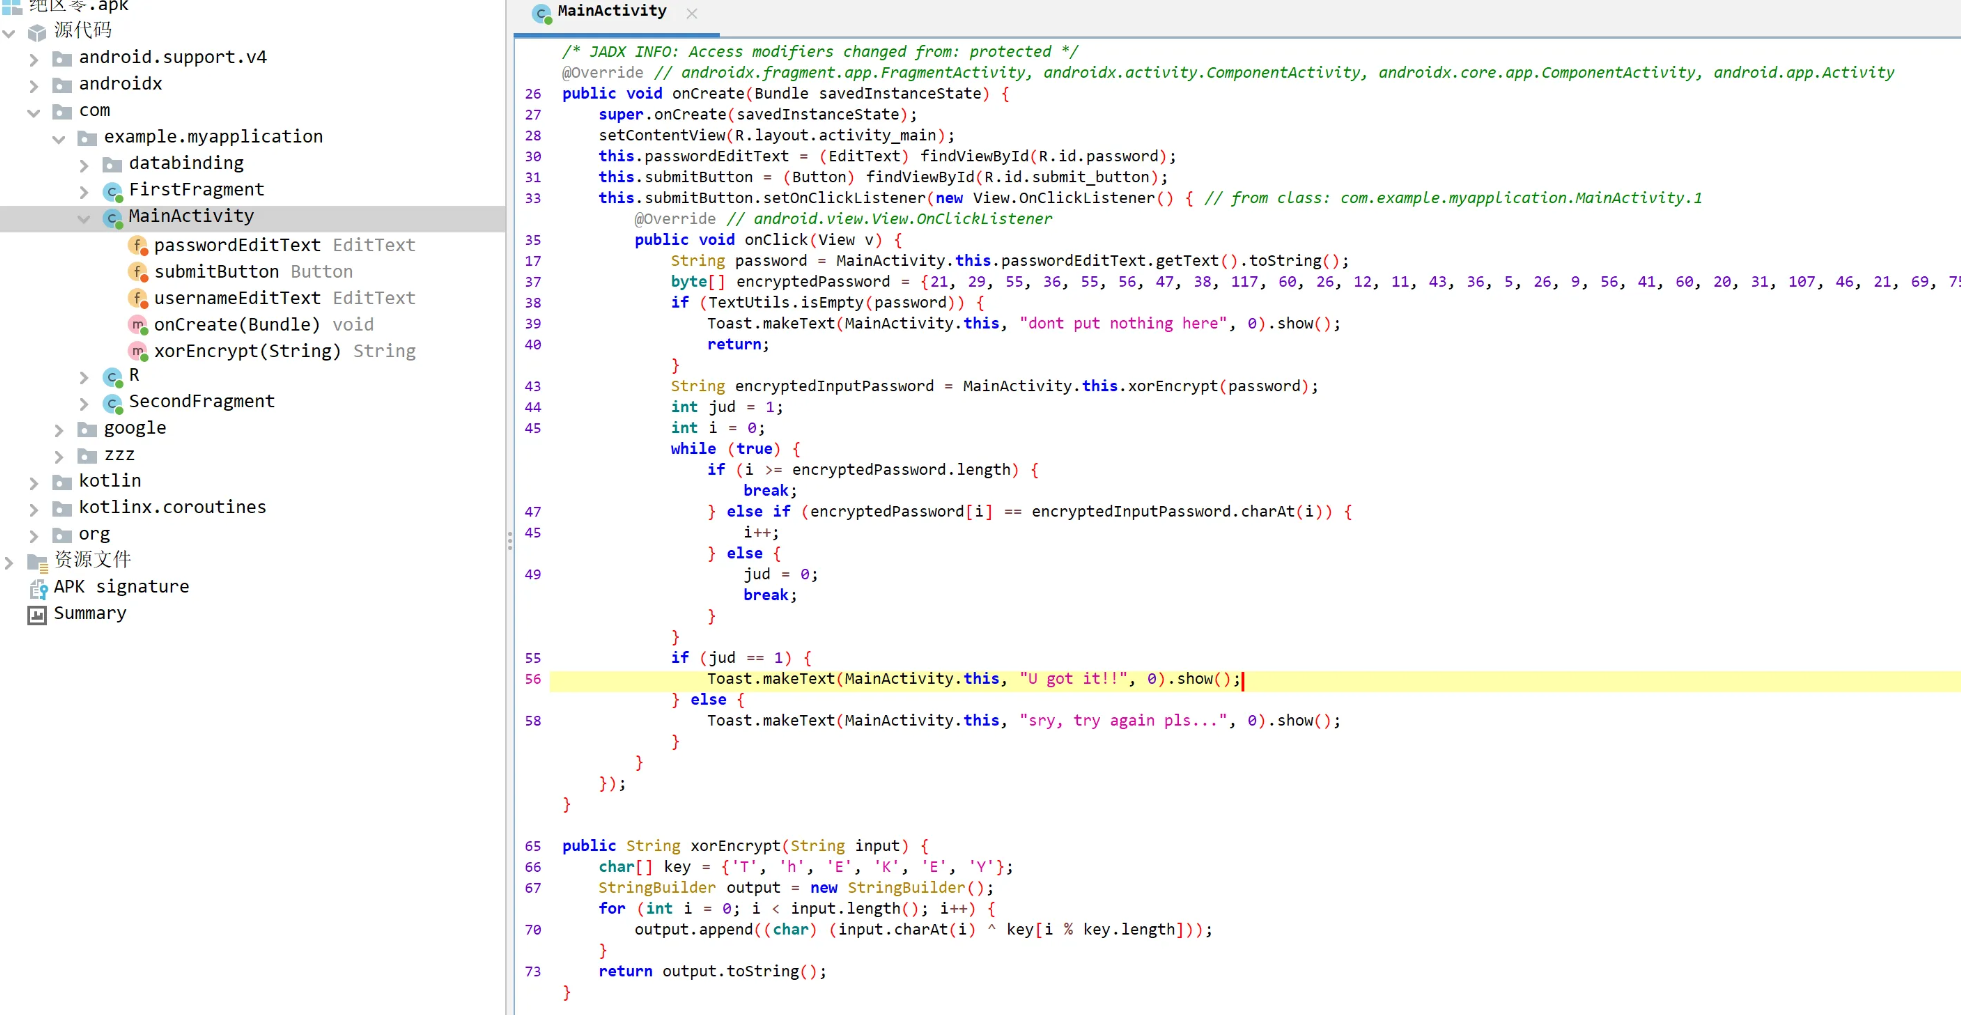 绝区零.apk
源代码
android.support.v4
androidx
com
example.myapplication
databinding
FirstFragment
MainActivity
passwordEditText EditText
submitButton Button
usernameEditText EditText
onCreate(Bundle) void
xorEncrypt(String) String
R
SecondFragment
google
zzz
kotlin
kotlinx.coroutines
org
资源文件
APK signature
Summary
MainActivity
/* JADX INFO: Access modifiers changed from: protected */
@Override // androidx.fragment.app.FragmentActivity, androidx.activity.ComponentActivity, androidx.core.app.ComponentActivity, android.app.Activity
26 public void onCreate(Bundle savedInstanceState) {
27 super.onCreate(savedInstanceState);
28 setContentView(R.layout.activity_main);
30 this.passwordEditText = (EditText) findViewById(R.id.password);
31 this.submitButton = (Button) findViewById(R.id.submit_button);
33 this.submitButton.setOnClickListener(new View.OnClickListener() { // from class: com.example.myapplication.MainActivity.1
@Override // android.view.View.OnClickListener
35 public void onClick(View v) {
17 String password = MainActivity.this.passwordEditText.getText().toString();
37 byte[] encryptedPassword = {21, 29, 55, 36, 55, 56, 47, 38, 117, 60, 26, 12, 11, 43, 36, 5, 26, 9, 56, 41, 60, 20, 31, 107, 46, 21, 69, 75
38 if (TextUtils.isEmpty(password)) {
39 Toast.makeText(MainActivity.this, "dont put nothing here", 0).show();
40 return;
}
43 String encryptedInputPassword = MainActivity.this.xorEncrypt(password);
44 int jud = 1;
45 int i = 0;
while (true) {
if (i >= encryptedPassword.length) {
break;
47 } else if (encryptedPassword[i] == encryptedInputPassword.charAt(i)) {
45 i++;
} else {
49 jud = 0;
break;
}
}
55 if (jud == 1) {
56 Toast.makeText(MainActivity.this, "U got it!!", 0).show();
} else {
58 Toast.makeText(MainActivity.this, "sry, try again pls...", 0).show();
}
}
});
}
65 public String xorEncrypt(String input) {
66 char[] key = {'T', 'h', 'E', 'K', 'E', 'Y'};
67 StringBuilder output = new StringBuilder();
for (int i = 0; i < input.length(); i++) {
70 output.append((char) (input.charAt(i) ^ key[i % key.length]));
}
73 return output.toString();
}